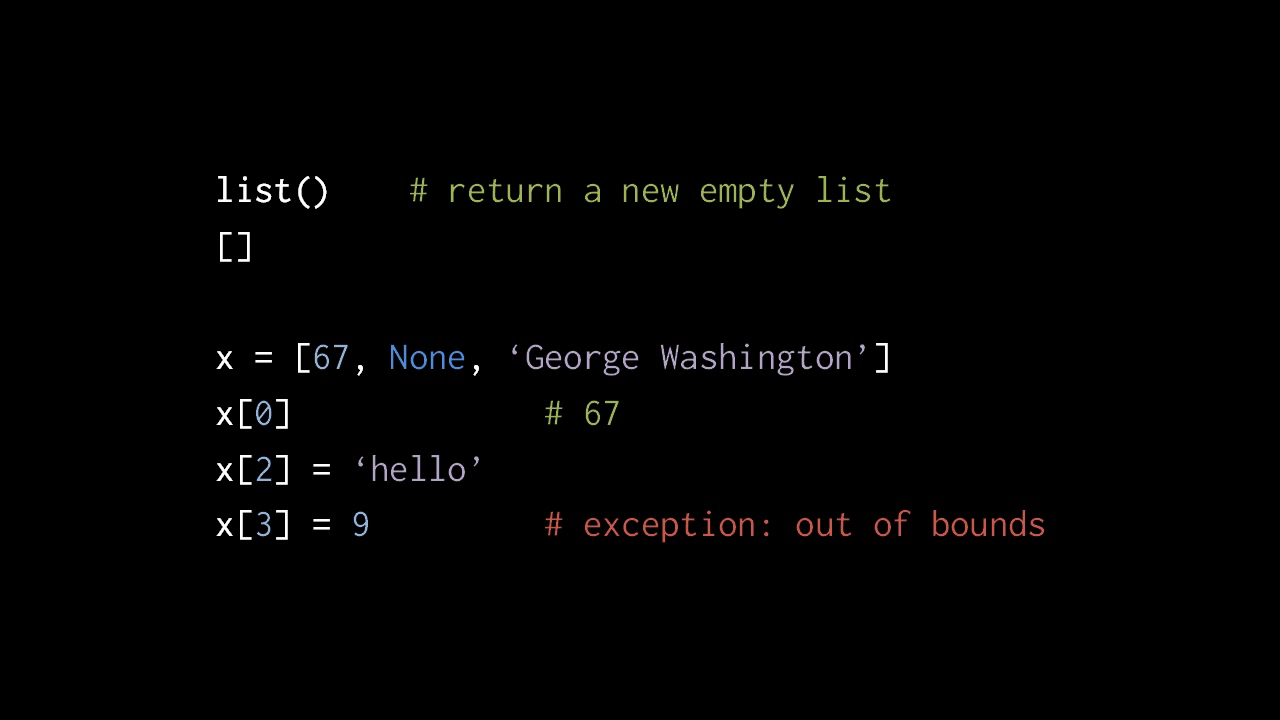 list()    # return a new empty list
[]
x = [67, None, ‘George Washington’]
x[0]             # 67
x[2] = ‘hello’
x[3] = 9         # exception: out of bounds